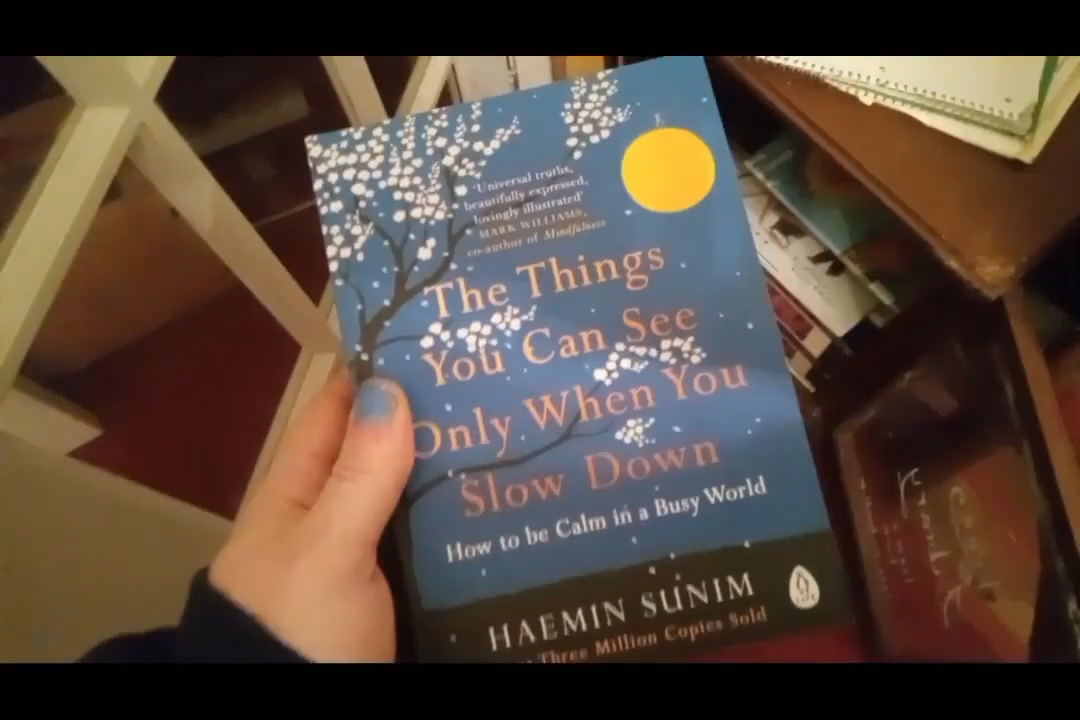 'Universal truths,
beautifully expressed,
lovingly illustrated'
MARK WILLIAMS,
co-author of Mindfulness
The Things
You Can See
Only When You
Slow Down
How to be Calm in a Busy World
HAEMIN SUNIM
Three Million Copies Sold